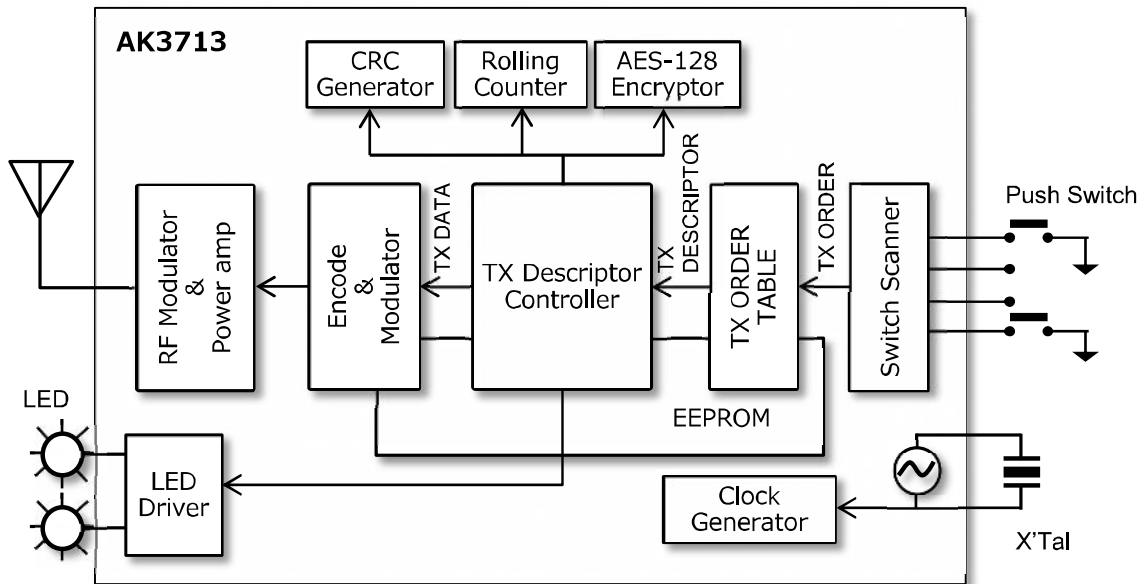 AK3713
CRC
Generator
Rolling
Counter
AES-128
Encryptor
RF Modulator
&
Power amp
Encode
&
Modulator
TX DATA
TX Descriptor
Controller
TX
DESCRIPTOR
TX ORDER
TABLE
TX ORDER
Switch Scanner
Push Switch
EEPROM
LED
LED
Driver
Clock
Generator
X'Tal